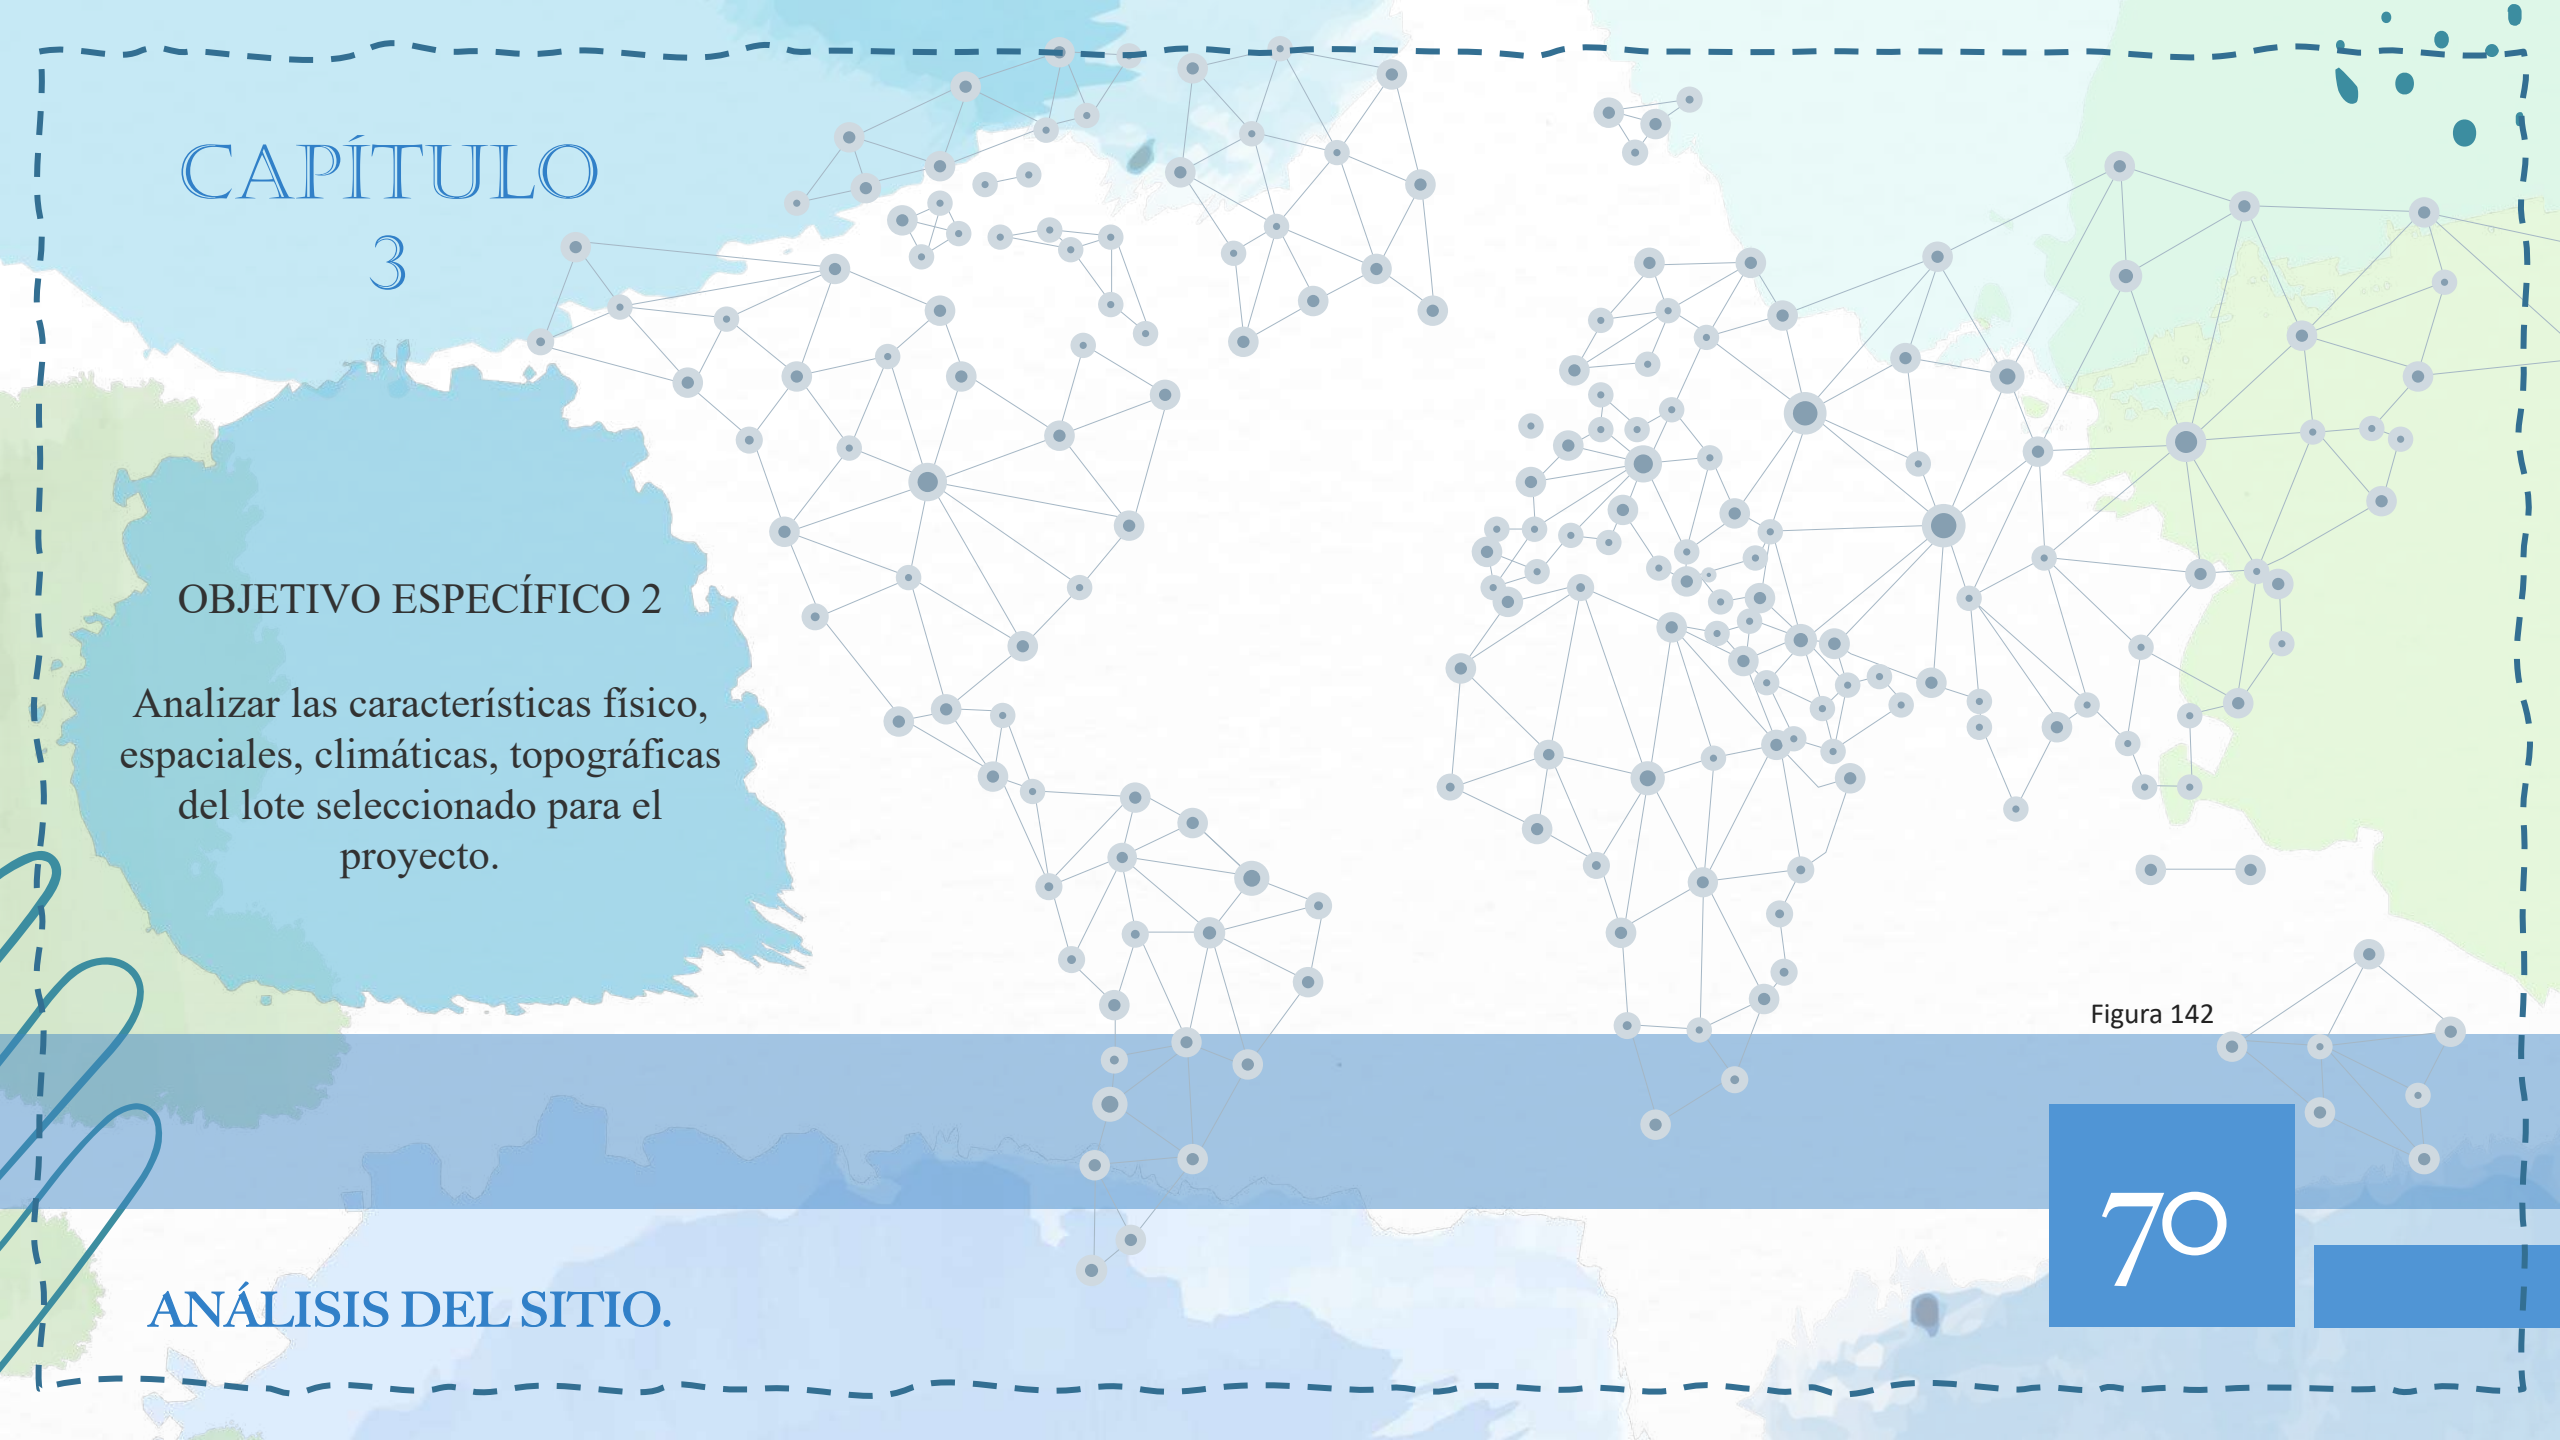 CAPÍTULO
3
OBJETIVO ESPECÍFICO 2
Analizar las características físico,
espaciales, climáticas, topográficas
del lote seleccionado para el
proyecto.
Figura 142
70
ANÁLISIS DEL SITIO.